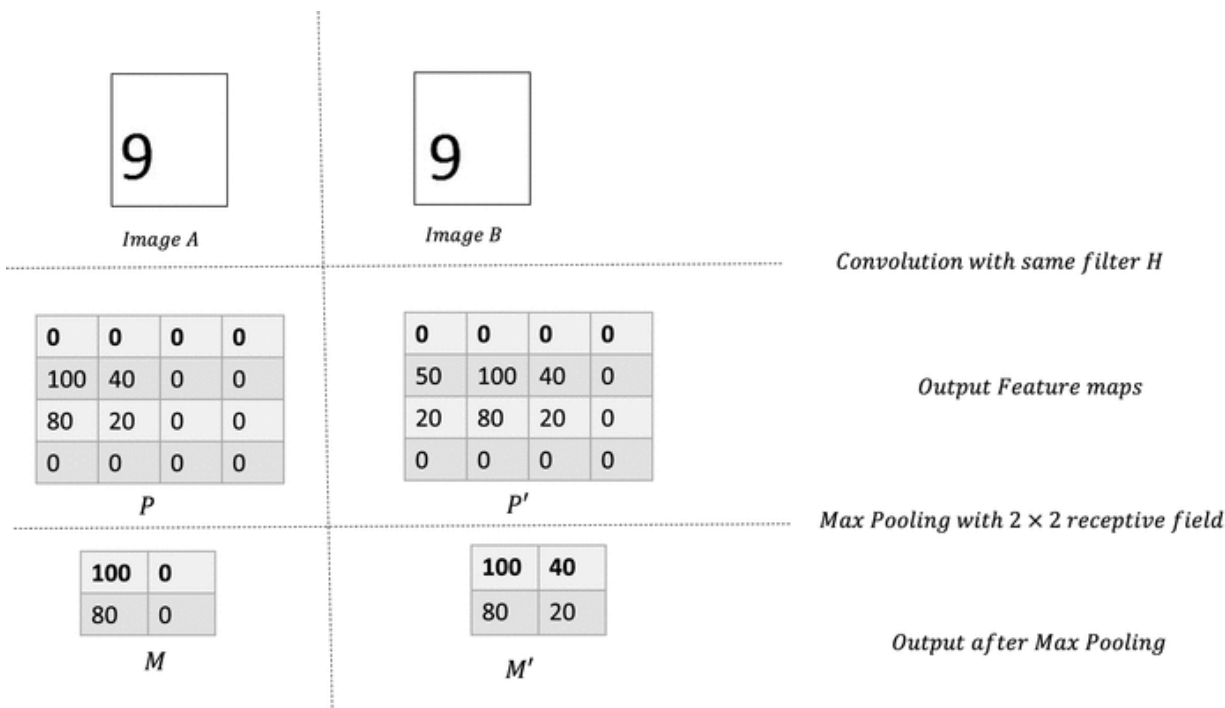 9
9
Image A
Image B
Convolution with same filter H
0 0 0 0
100 40 0 0
80 20 0 0
0 0 0 0
P
0 0 0 0
50 100 40 0
20 80 20 0
0 0 0 0
P′
Output Feature maps
Max Pooling with 2 × 2 receptive field
100 0
80 0
M
100 40
80 20
M′
Output after Max Pooling